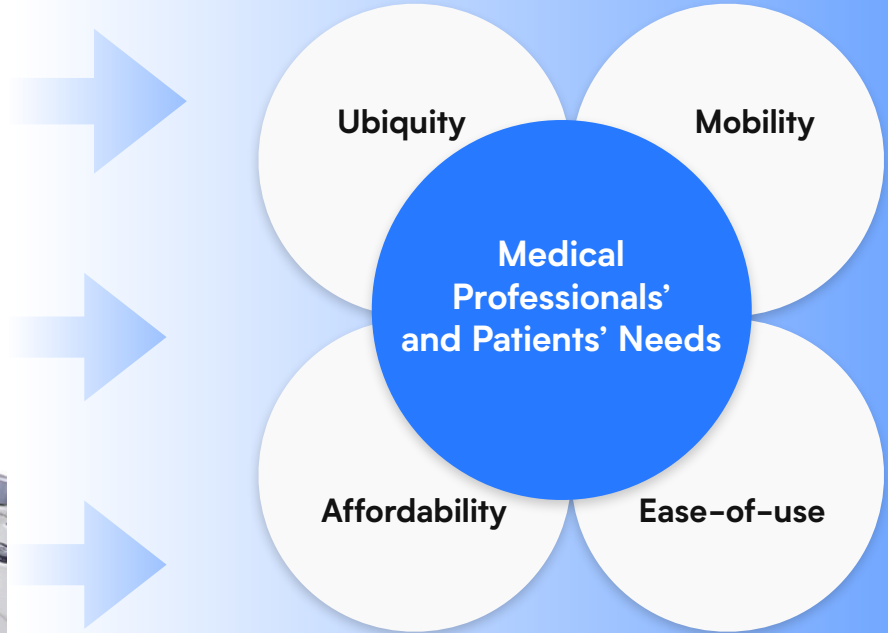 Ubiquity
Mobility
Medical
Professionals’
and Patients’ Needs
Affordability
Ease-of-use